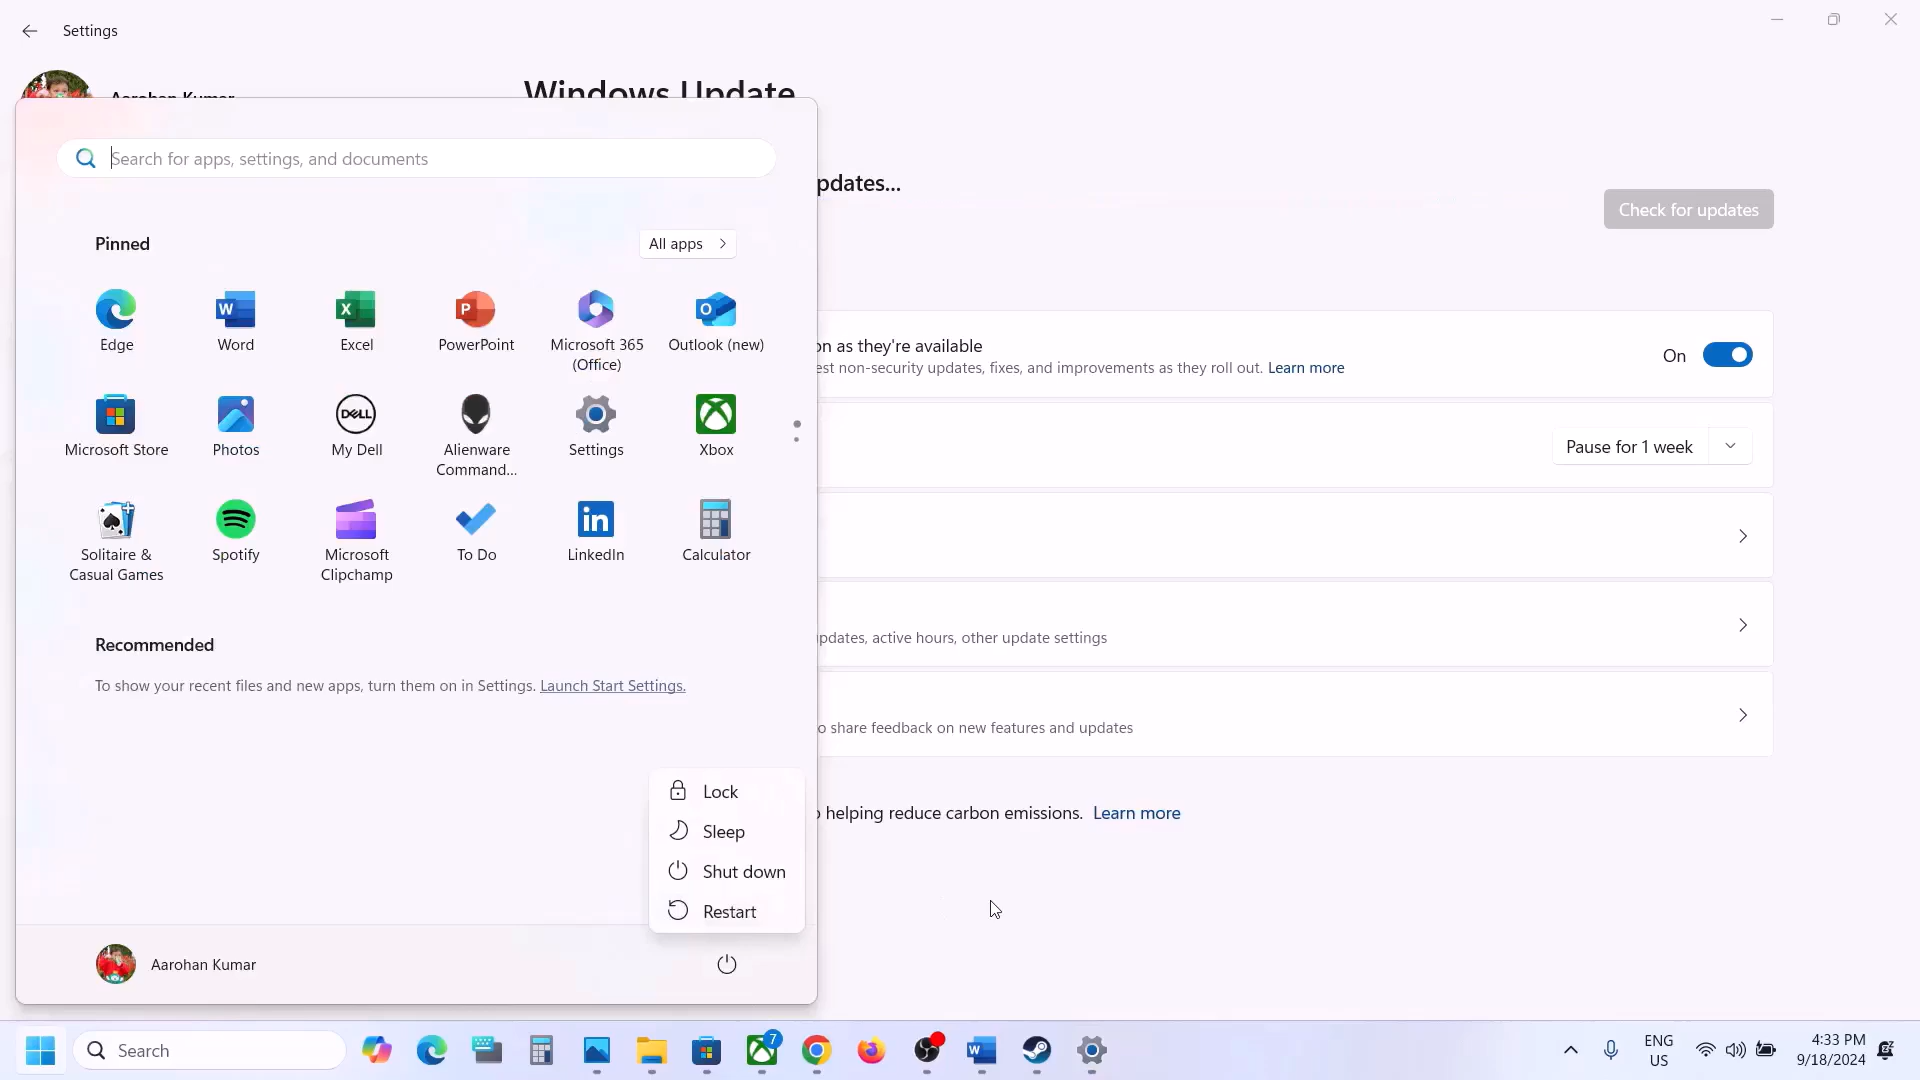 Settings
Aarohan Kumar
Windows Update
Search for apps, settings, and documents
pdates...
Check for updates
Pinned
All apps
Edge
Word
Excel
PowerPoint
Microsoft 365
(Office)
Outlook (new)
on as they're available
est non-security updates, fixes, and improvements as they roll out. Learn more
On
Microsoft Store
Photos
DELL
My Dell
Alienware
Command...
Settings
Xbox
Pause for 1 week
Solitaire &
Casual Games
Spotify
Microsoft
Clipchamp
To Do
in
LinkedIn
Calculator
Recommended
To show your recent files and new apps, turn them on in Settings. Launch Start Settings.
updates, active hours, other update settings
o share feedback on new features and updates
Lock
Sleep
Shut down
Restart
o helping reduce carbon emissions. Learn more
Aarohan Kumar
Search
7
ENG
US
4:33 PM
9/18/2024